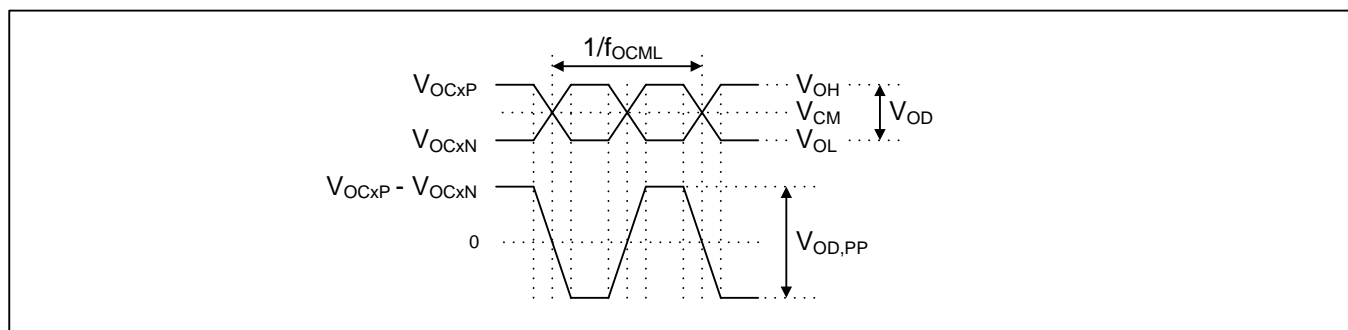 1/fOCML
VOCxP
VOH
VCM
VOD
VOCxN
VOL
VOCxP - VOCxN
0
VOD,PP